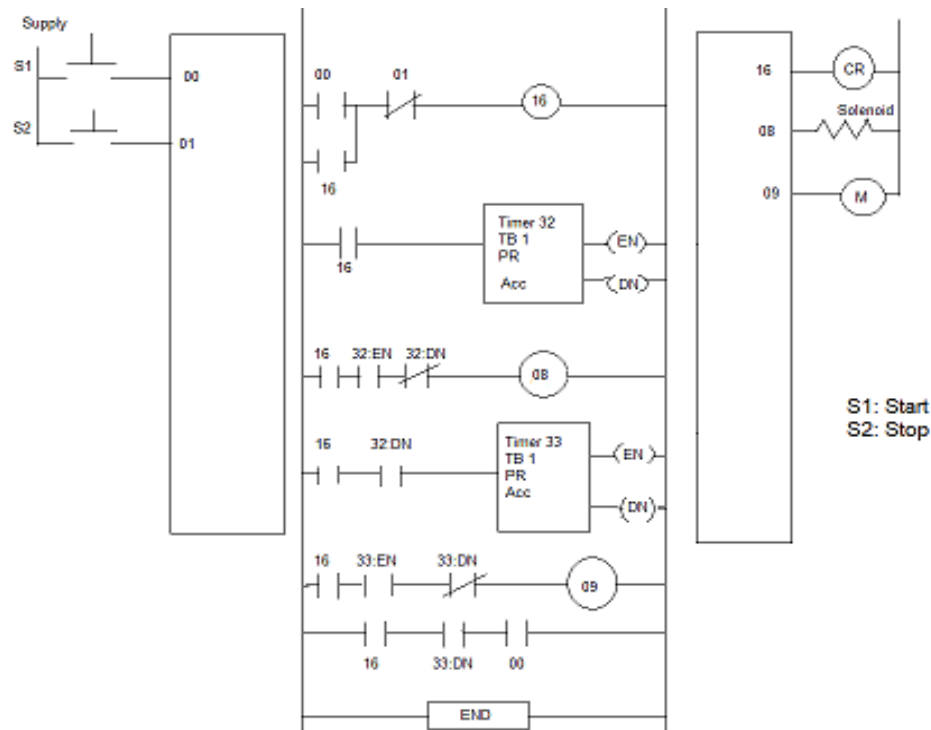 Supply
S1
00
S2
01
00 01
16
16
Timer 32
TB 1
PR
Acc
EN
DN
16
16 32:EN 32:DN
08
16 32:DN
Timer 33
TB 1
PR
Acc
EN
DN
16 33:EN 33:DN
09
16 33:DN 00
END
16
CR
Solenoid
08
09
M
S1: Start
S2: Stop